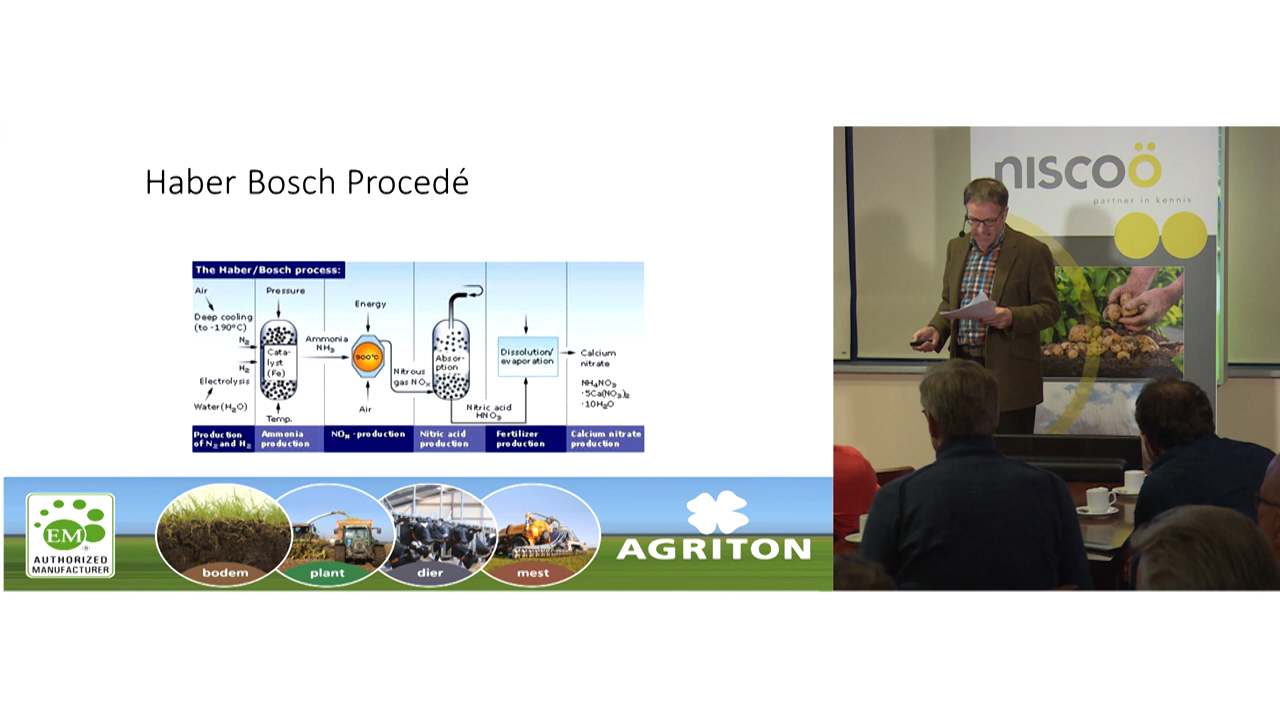 Haber Bosch Procedé
The Haber/Bosch process:
Air
Deep cooling
(to -190°C)
N₂
H₂
Electrolysis
Water(H₂O)
Pressure
Cata-
lyst
(Fe)
Temp.
Ammonia
NH₃
Energy
900°C
Air
Nitrous
gas NOₓ
Absor-
ption
Nitric acid
HNO₃
Dissolution/
evaporation
Calcium
nitrate
NH₄NO₃
·5Ca(NO₃)₂
·10H₂O
Production
of N₂ and H₂
Ammonia
production
NOₓ -production
Nitric acid
production
Fertilizer
production
Calcium nitrate
production
EM®
AUTHORIZED
MANUFACTURER
bodem
plant
dier
mest
AGRITON
niscoö
partner in kennis